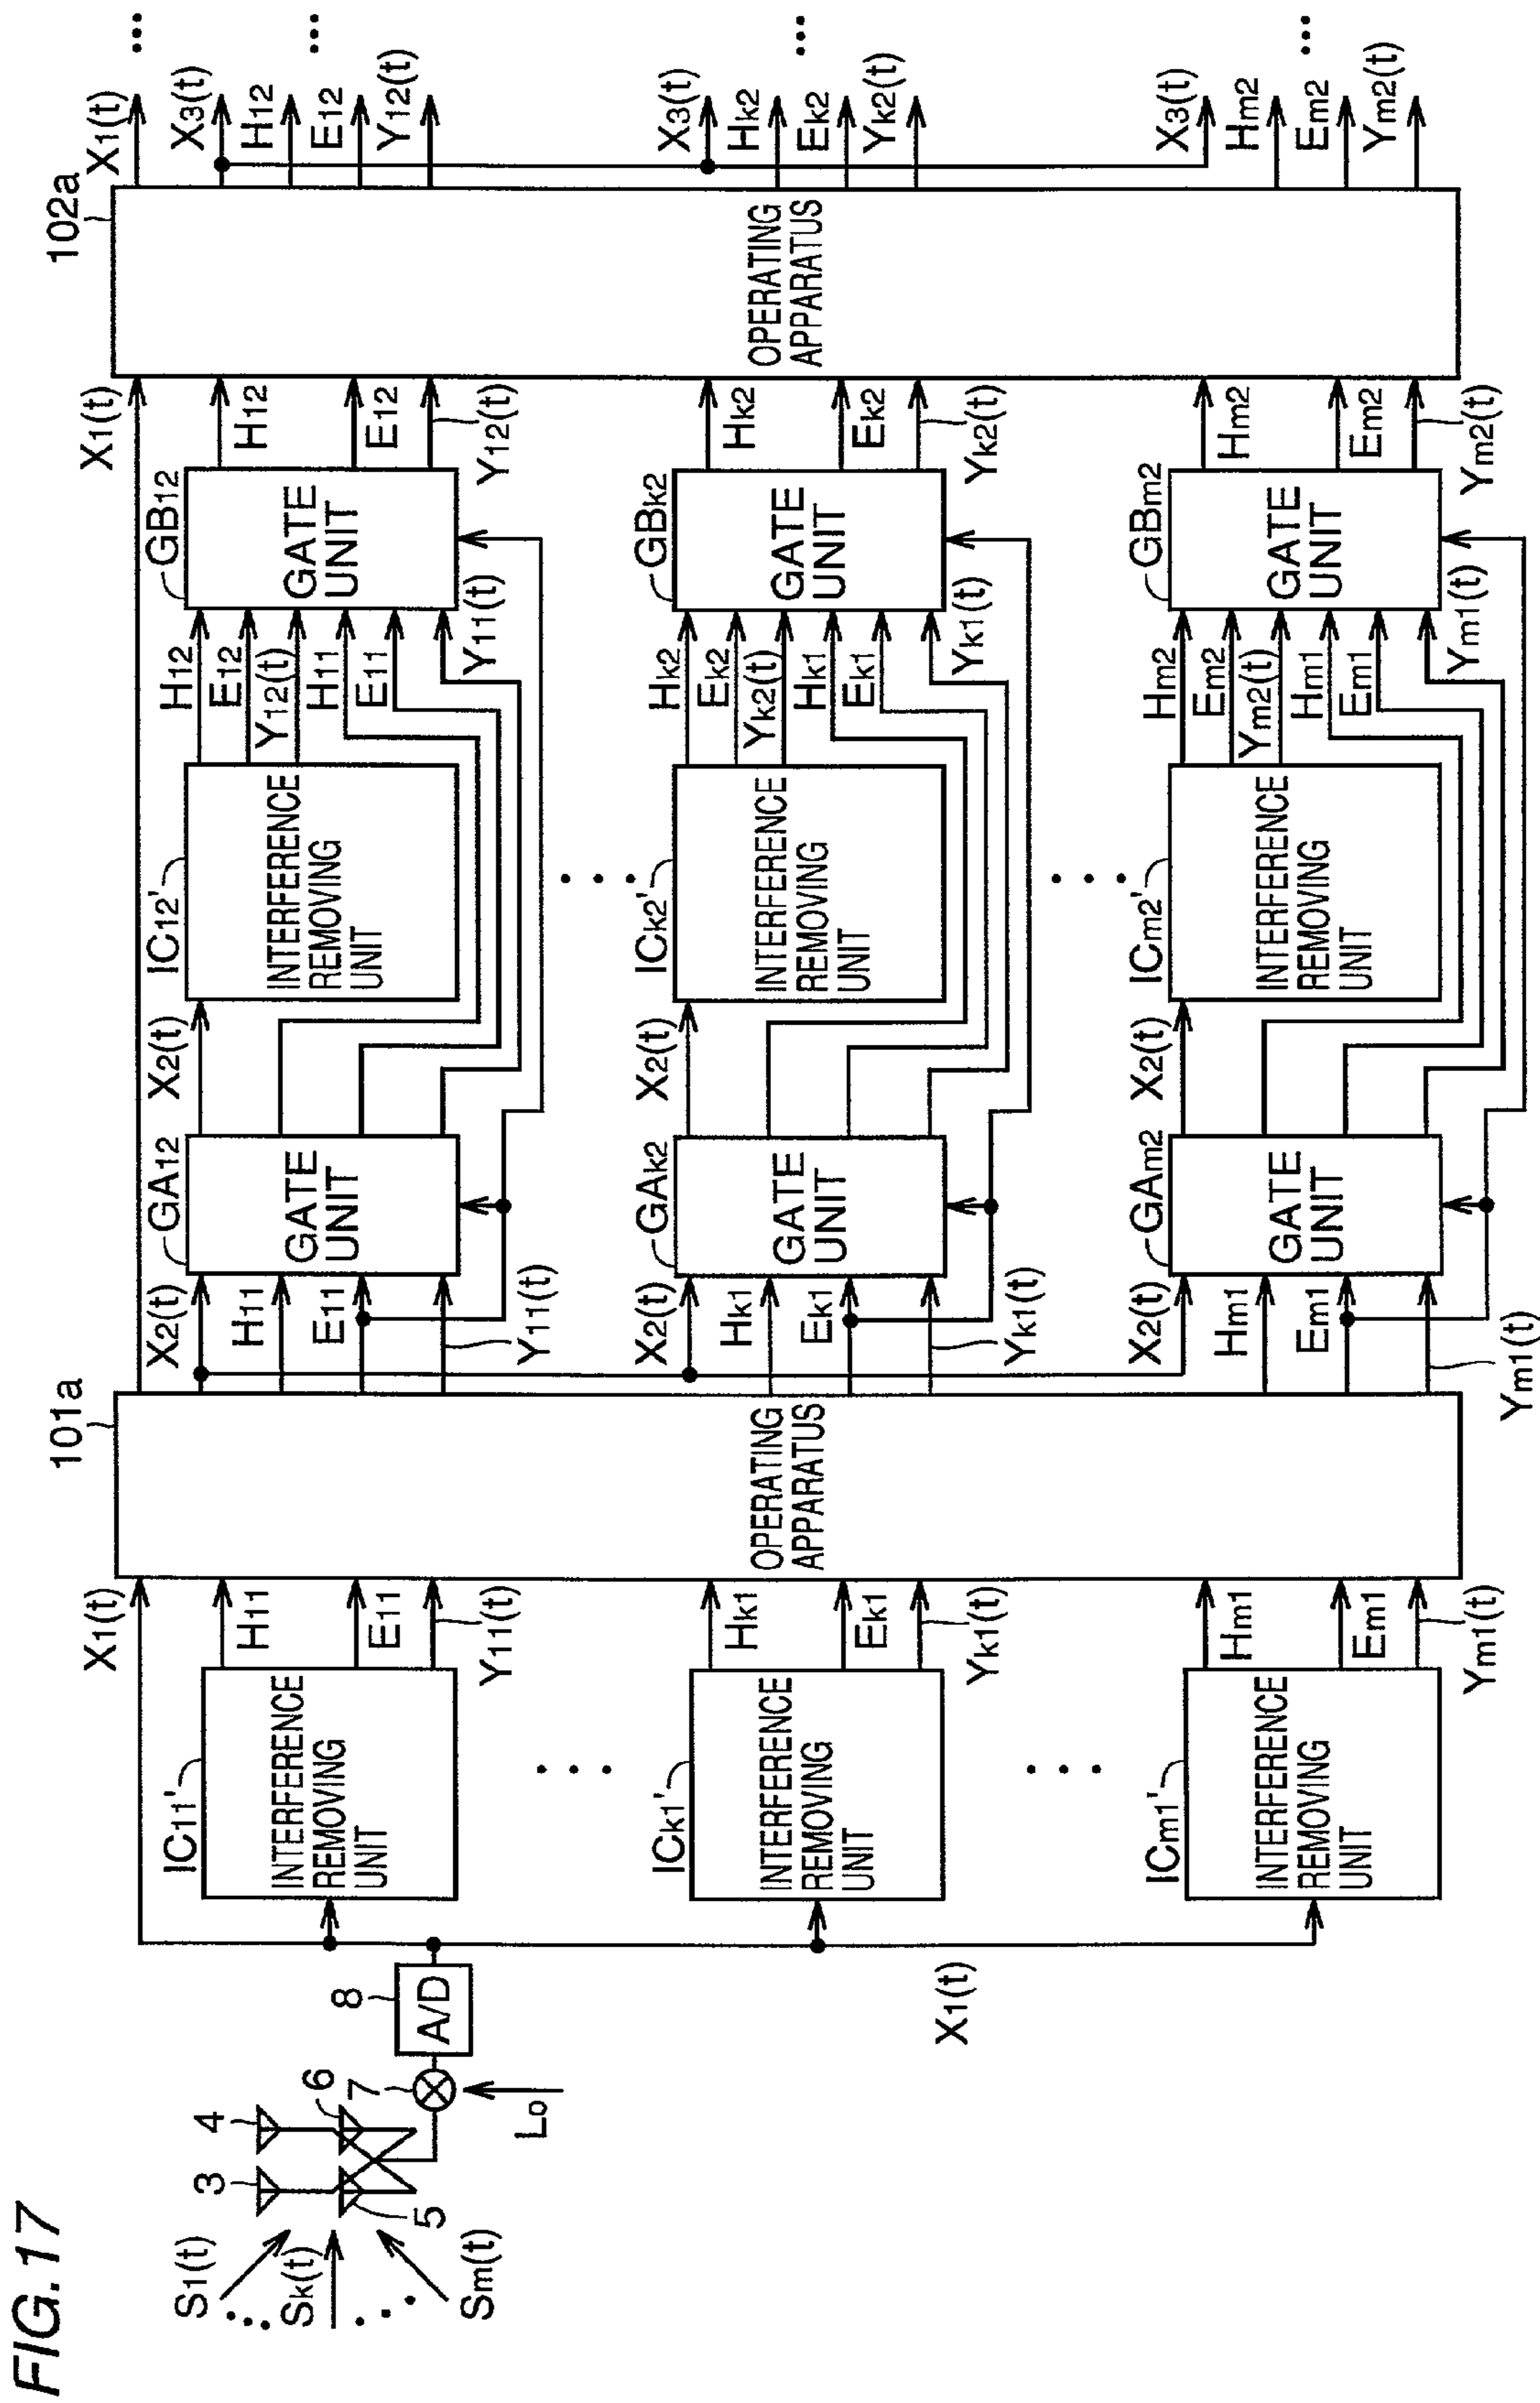 FIG.17
S1(t)
Sk(t)
Sm(t)
3
4
5
6
7
8
A/D
Lo
X1(t)
X1(t)
IC11'
INTERFERENCE
REMOVING
UNIT
H11
E11
Y11(t)
ICk1'
INTERFERENCE
REMOVING
UNIT
Hk1
Ek1
Yk1(t)
ICm1'
INTERFERENCE
REMOVING
UNIT
Hm1
Em1
Ym1(t)
101a
OPERATING
APPARATUS
X2(t)
H11
E11
Y11(t)
X2(t)
Hk1
Ek1
Yk1(t)
X2(t)
Hm1
Em1
Ym1(t)
GA12
GATE
UNIT
GAk2
GATE
UNIT
GAm2
GATE
UNIT
X2(t)
X2(t)
X2(t)
IC12'
INTERFERENCE
REMOVING
UNIT
ICk2'
INTERFERENCE
REMOVING
UNIT
ICm2'
INTERFERENCE
REMOVING
UNIT
H12
E12
Y12(t)
H11
E11
Y11(t)
Hk2
Ek2
Yk2(t)
Hk1
Ek1
Yk1(t)
Hm2
Em2
Ym2(t)
Hm1
Em1
Ym1(t)
GB12
GATE
UNIT
GBk2
GATE
UNIT
GBm2
GATE
UNIT
X1(t)
H12
E12
Y12(t)
Hk2
Ek2
Yk2(t)
Hm2
Em2
Ym2(t)
102a
OPERATING
APPARATUS
X1(t)
X3(t)
H12
E12
Y12(t)
X3(t)
Hk2
Ek2
Yk2(t)
X3(t)
Hm2
Em2
Ym2(t)